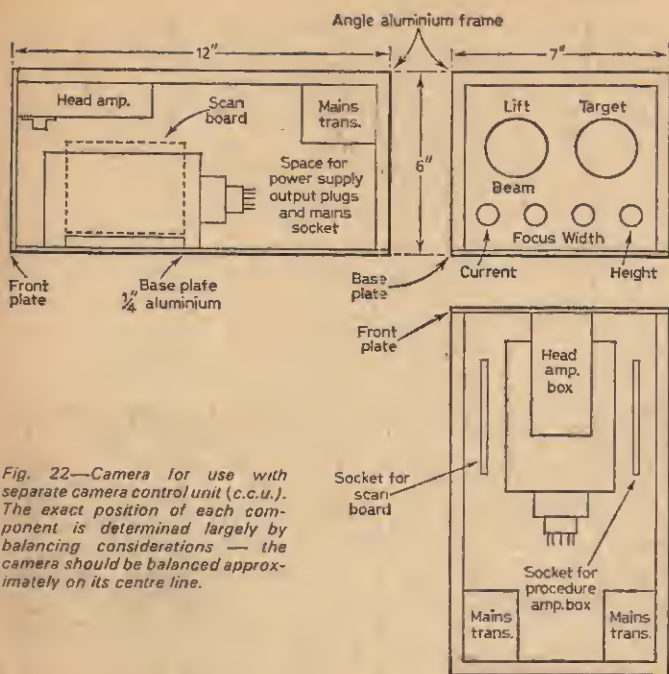 Angle aluminium frame
12"
7"
Head amp.
Scan
board
Mains
trans.
Space for
power supply
output plugs
and mains
socket
6"
Front
plate
Base plate
1/4" aluminium
Lift
Target
Beam
Focus Width
Current
Height
Base
plate
Front
plate
Head
amp.
box
Socket for
scan
board
Socket for
procedure
amp.box
Mains
trans.
Mains
trans.
Fig. 22—Camera for use with
separate camera control unit (c.c.u.).
The exact position of each com-
ponent is determined largely by
balancing considerations — the
camera should be balanced approx-
imately on its centre line.